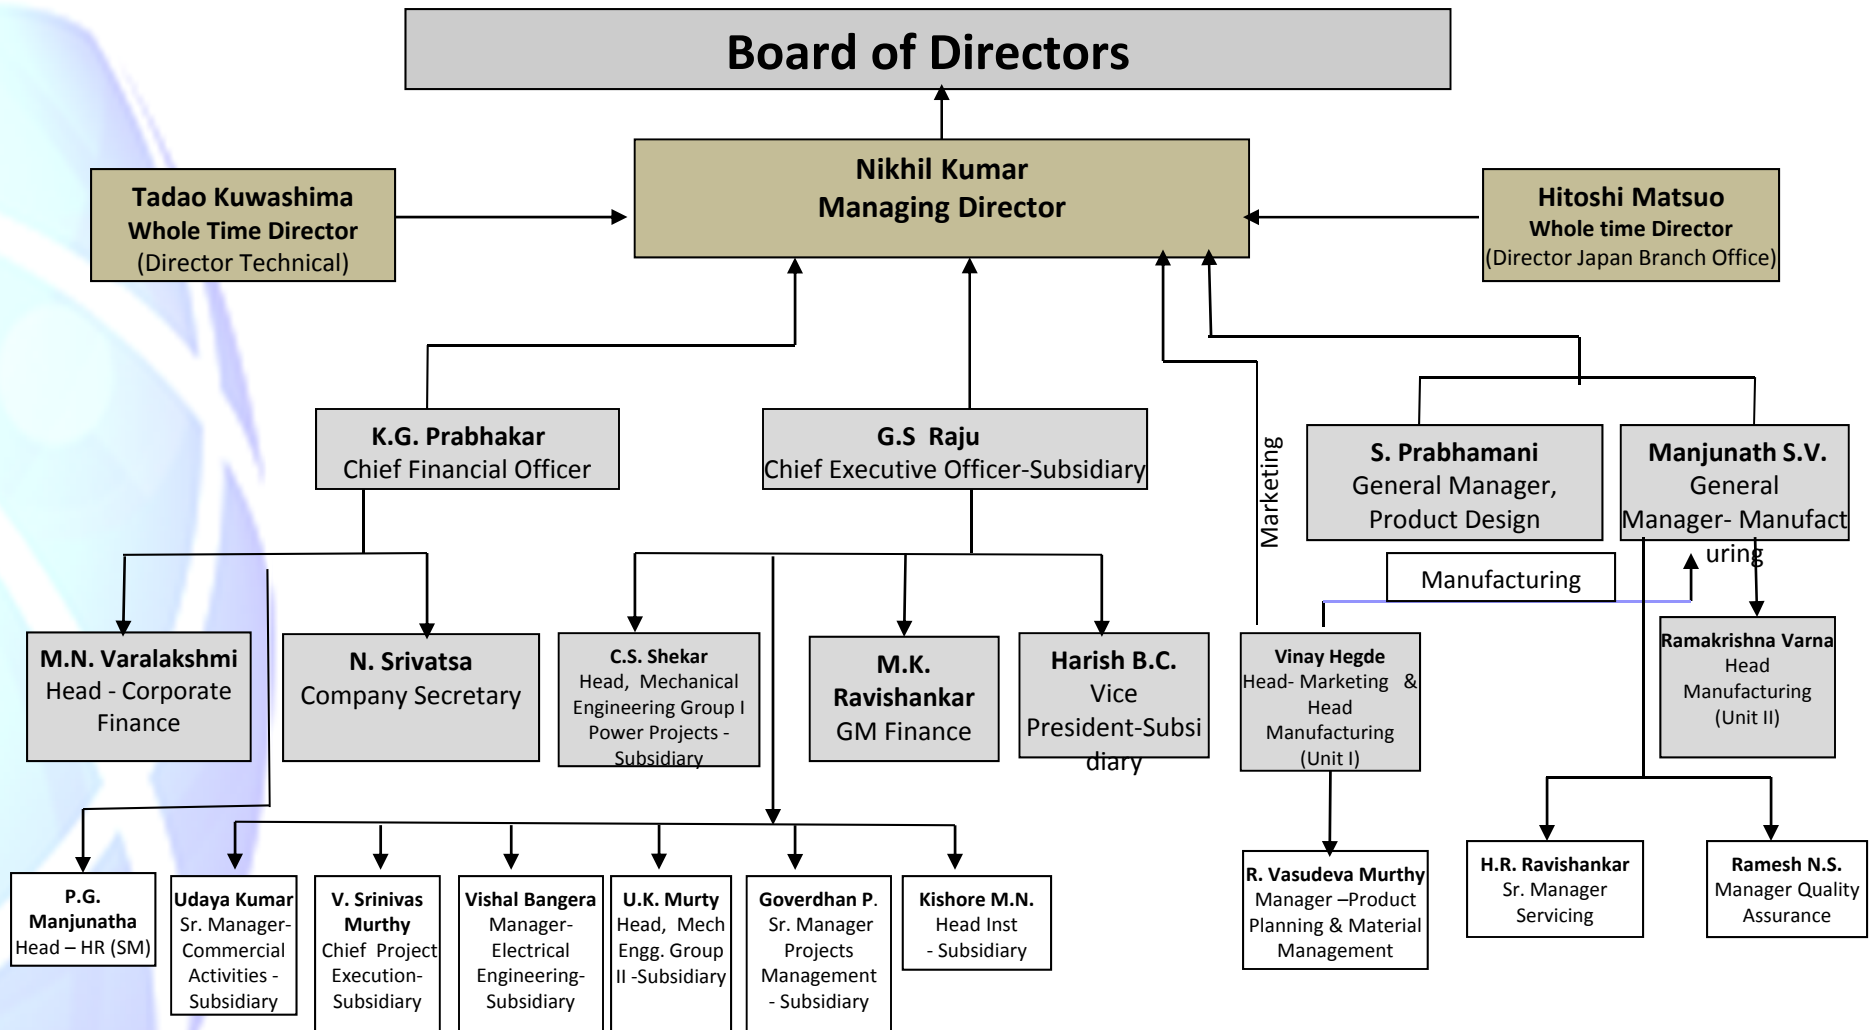 Board of Directors
Nikhil Kumar
Managing Director
Tadao Kuwashima
Whole Time Director
(Director Technical)
Hitoshi Matsuo
Whole time Director
(Director Japan Branch Office)
K.G. Prabhakar
Chief Financial Officer
G.S Raju
Chief Executive Officer-Subsidiary
Marketing
S. Prabhamani
General Manager,
Product Design
Manjunath S.V.
General
Manager- Manufact
uring
Manufacturing
M.N. Varalakshmi
Head - Corporate
Finance
N. Srivatsa
Company Secretary
C.S. Shekar
Head, Mechanical
Engineering Group I
Power Projects -
Subsidiary
M.K.
Ravishankar
GM Finance
Harish B.C.
Vice
President-Subsi
diary
Vinay Hegde
Head- Marketing &
Head
Manufacturing
(Unit I)
Ramakrishna Varna
Head
Manufacturing
(Unit II)
P.G.
Manjunatha
Head – HR (SM)
Udaya Kumar
Sr. Manager-
Commercial
Activities -
Subsidiary
V. Srinivas
Murthy
Chief Project
Execution-
Subsidiary
Vishal Bangera
Manager-
Electrical
Engineering-
Subsidiary
U.K. Murty
Head, Mech
Engg. Group
II -Subsidiary
Goverdhan P.
Sr. Manager
Projects
Management
- Subsidiary
Kishore M.N.
Head Inst
- Subsidiary
R. Vasudeva Murthy
Manager –Product
Planning & Material
Management
H.R. Ravishankar
Sr. Manager
Servicing
Ramesh N.S.
Manager Quality
Assurance